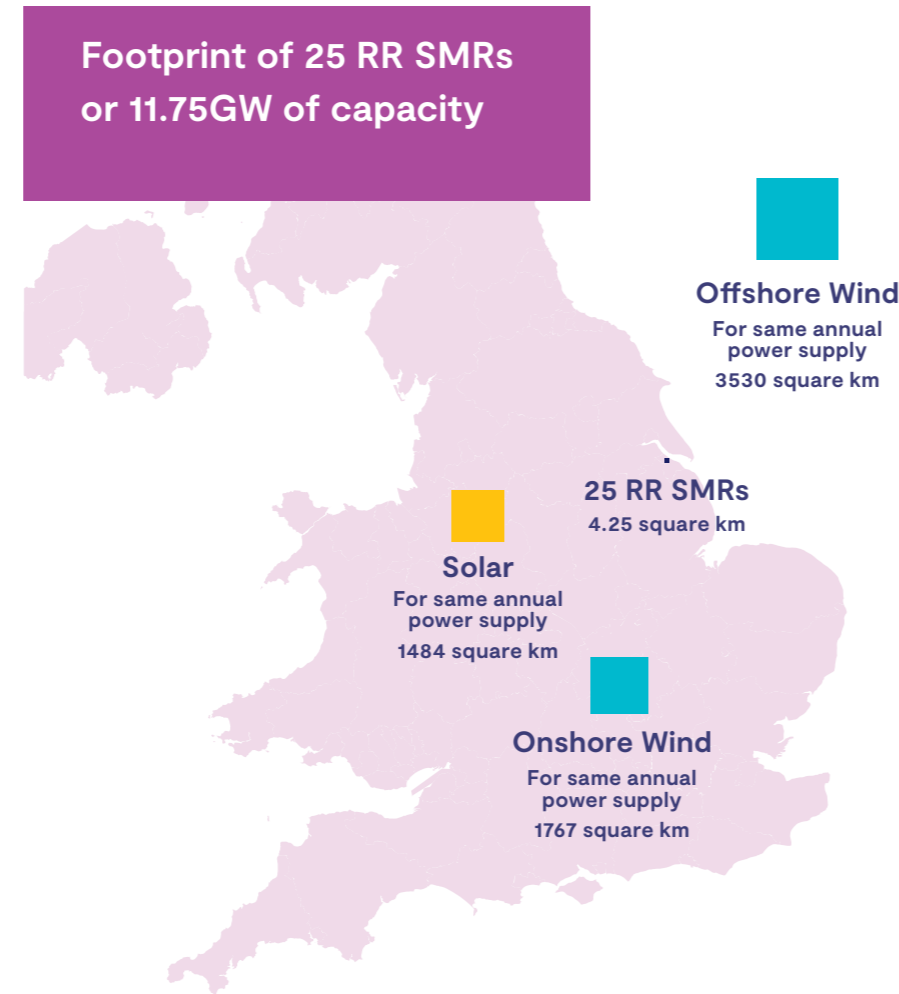 Footprint of 25 RR SMRs
or 11.75GW of capacity
Offshore Wind
For same annual
power supply
3530 square km
25 RR SMRs
4.25 square km
Solar
For same annual
power supply
1484 square km
Onshore Wind
For same annual
power supply
1767 square km